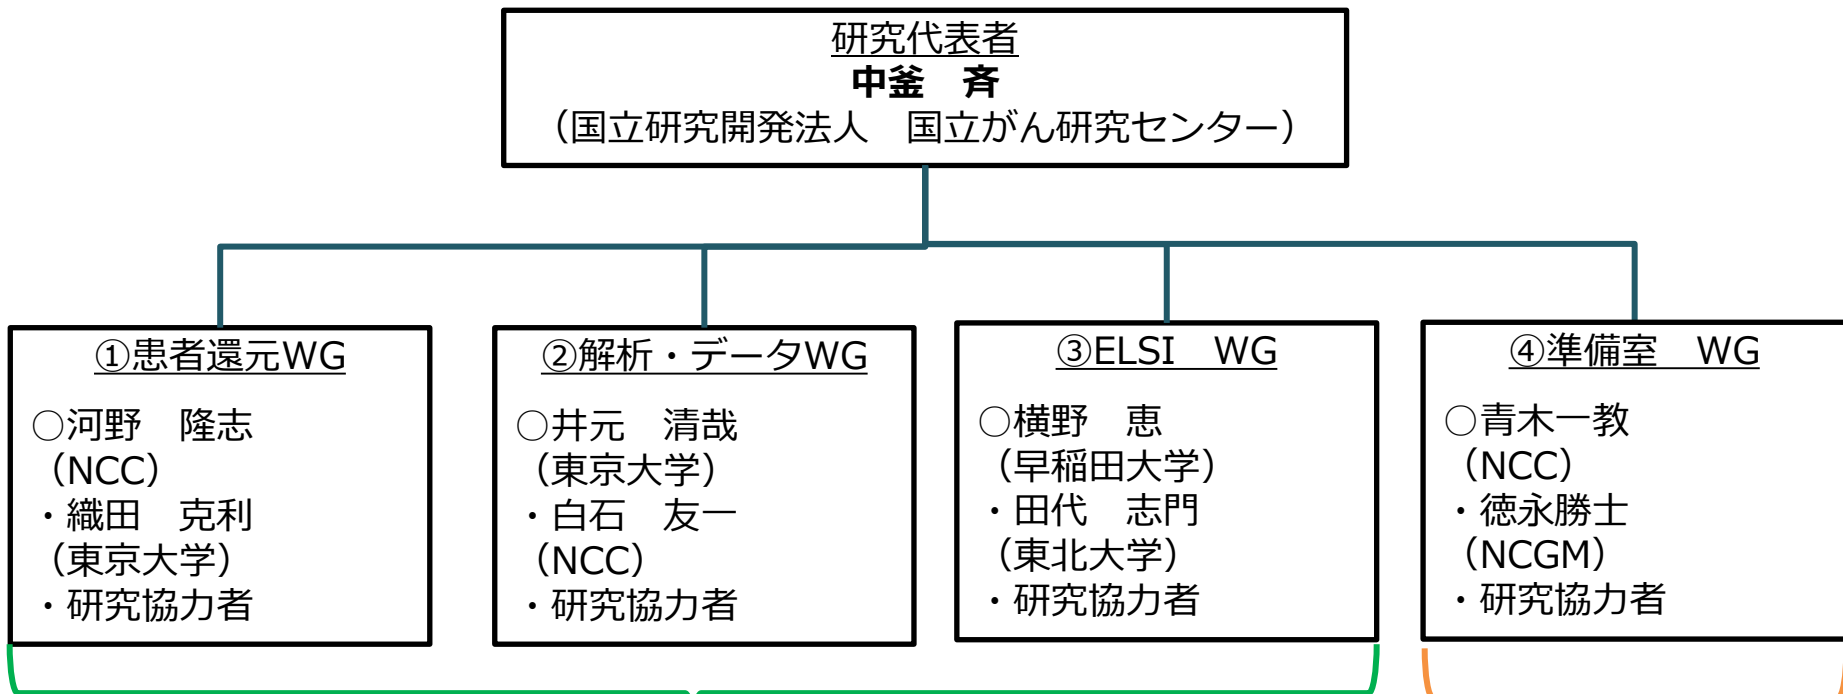 研究代表者
中釜　斉
（国立研究開発法人　国立がん研究センター）
①患者還元WG
○河野　隆志
（NCC）
・織田　克利
（東京大学）
・研究協力者
②解析・データWG
○井元　清哉
（東京大学）
・白石　友一
（NCC）
・研究協力者
③ELSI　WG
○横野　恵
（早稲田大学）
・田代　志門
（東北大学）
・研究協力者
④準備室　WG
○青木一教
（NCC）
・徳永勝士
（NCGM）
・研究協力者